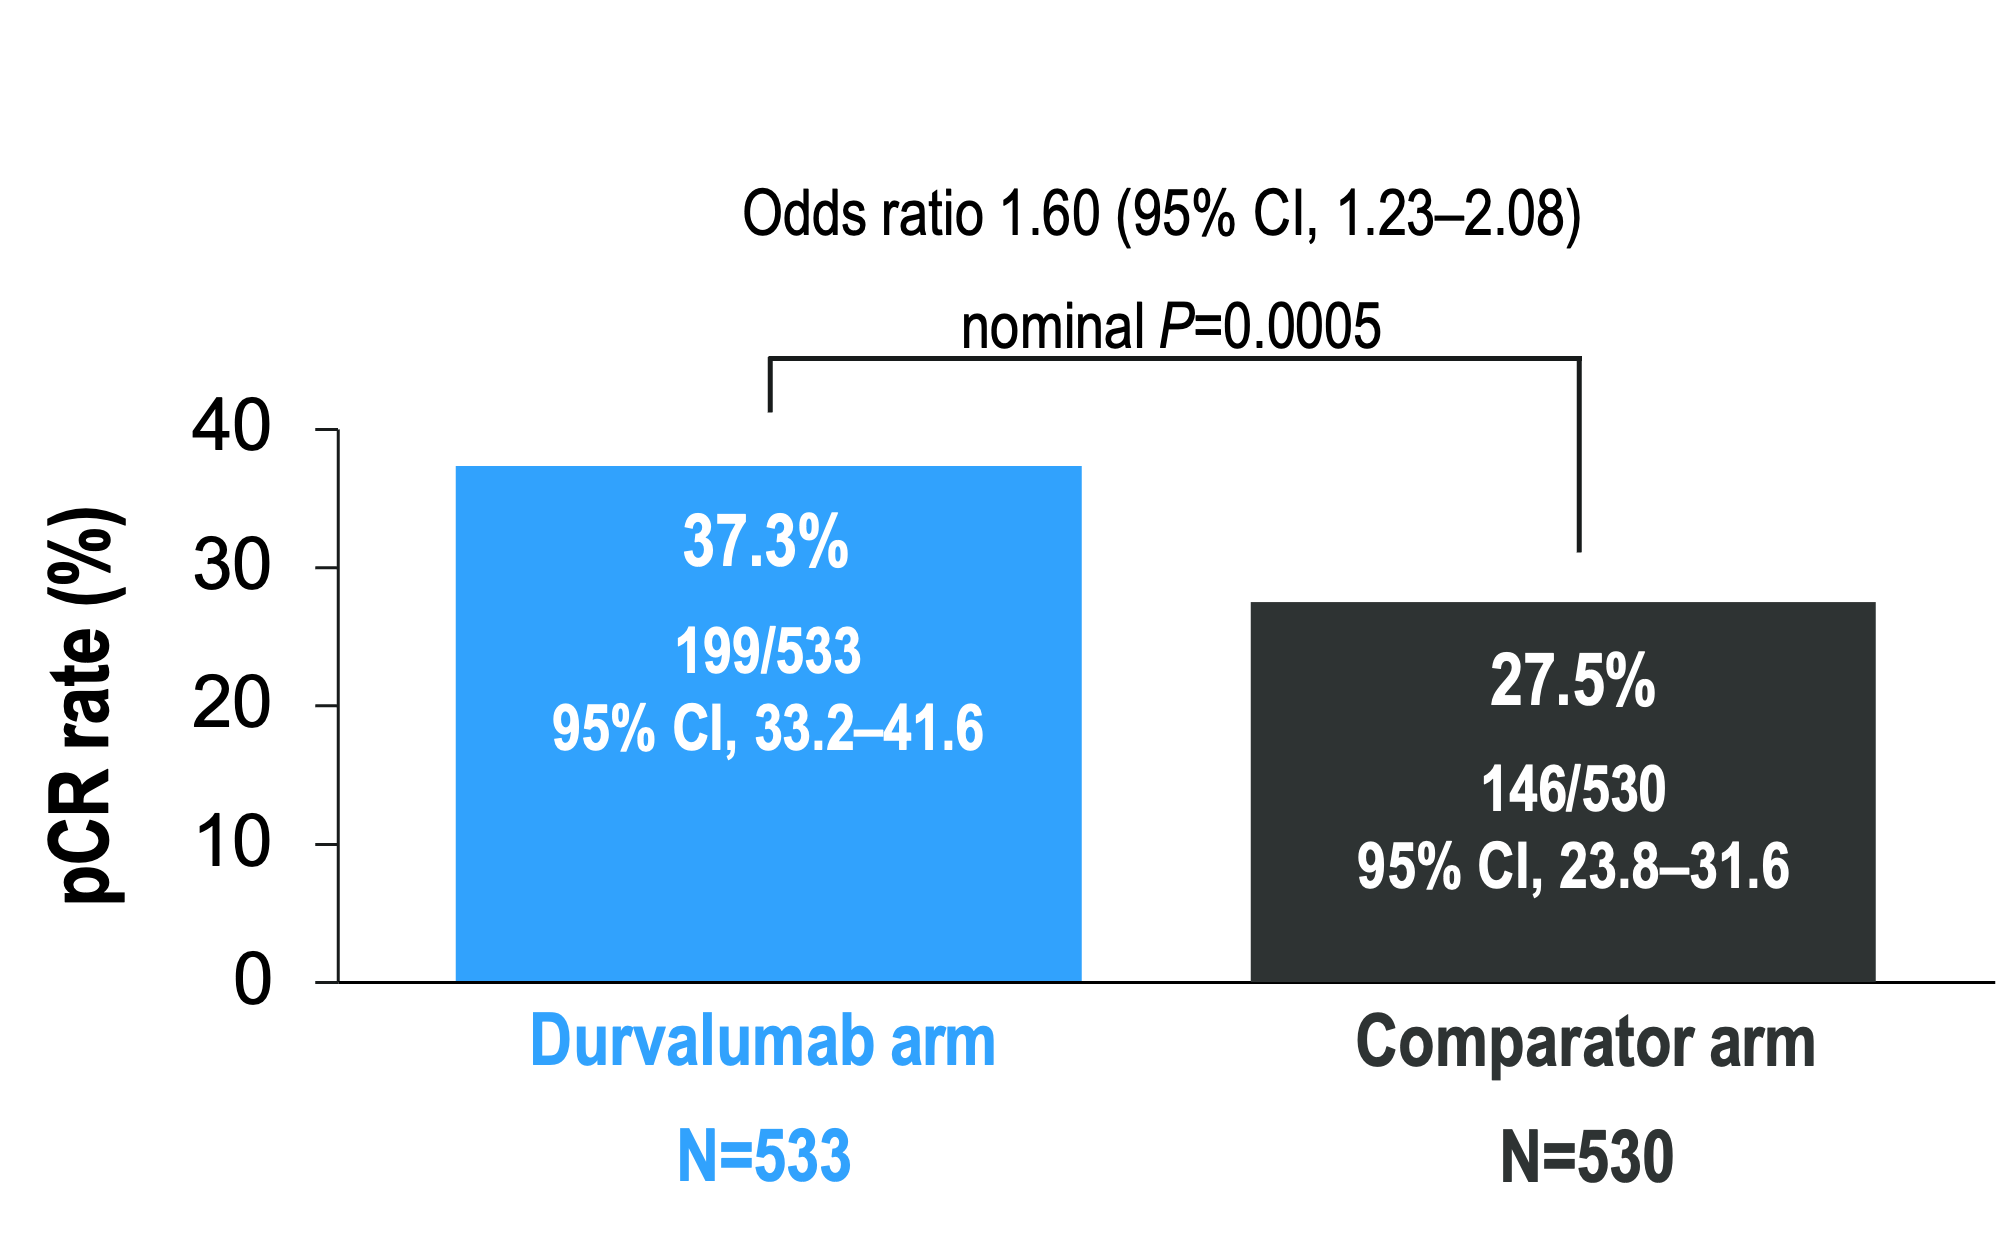 Odds ratio 1.60 (95% CI, 1.23–2.08)
nominal P=0.0005
pCR rate (%)
40
30
20
10
0
37.3%
199/533
95% CI, 33.2–41.6
27.5%
146/530
95% CI, 23.8–31.6
Durvalumab arm
N=533
Comparator arm
N=530